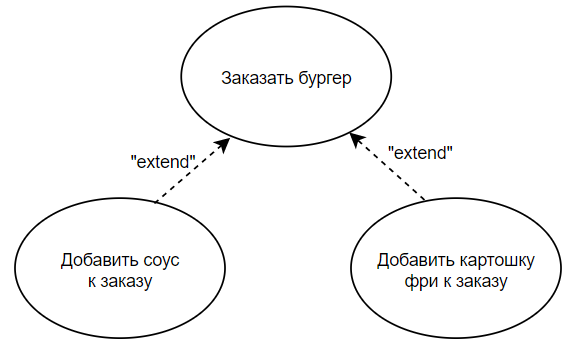 Заказать бургер
"extend"
"extend"
Добавить соус
к заказу
Добавить картошку
фри к заказу